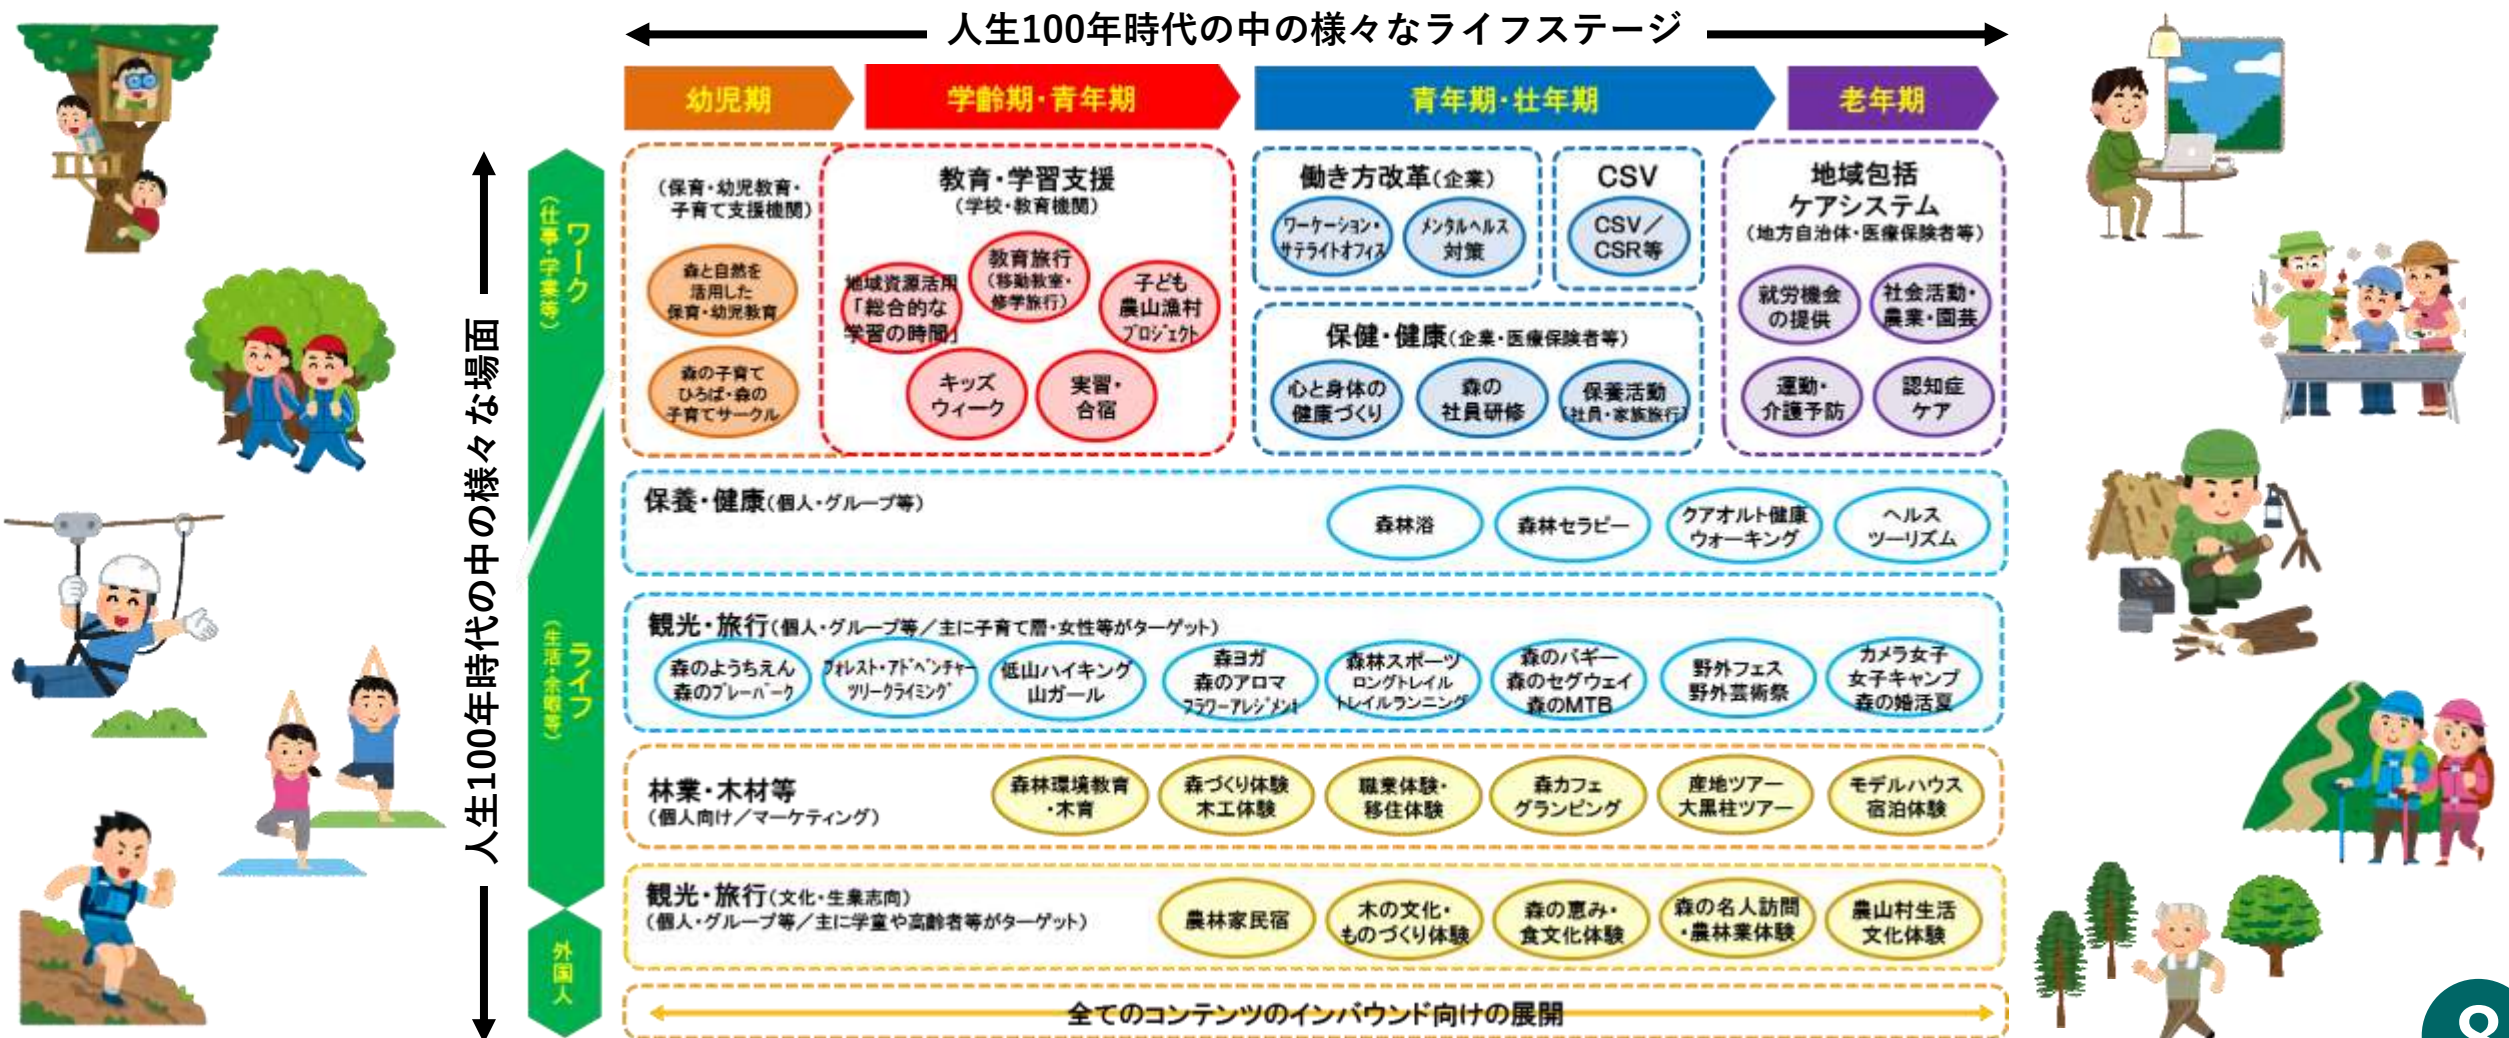 人生100年時代の中の様々なライフステージ
幼児期
学齢期・青年期
青年期・壮年期
老年期
人生100年時代の中の様々な場面
ワーク
（仕事・学業等）
（保育・幼児教育・
子育て支援機関）
森と自然を
活用した
保育・幼児教育
森の子育て
ひろば・森の
子育てサークル
教育・学習支援
（学校・教育機関）
地域資源活用
「総合的な
学習の時間」
教育旅行
（移動教室・
修学旅行）
子ども
農山漁村
プロジェクト
キッズ
ウィーク
実習・
合宿
働き方改革（企業）
ワーケーション・
サテライトオフィス
メンタルヘルス
対策
CSV
CSV／
CSR等
保健・健康（企業・医療保険者等）
心と身体の
健康づくり
森の
社員研修
保養活動
（社員・家族旅行）
地域包括
ケアシステム
（地方自治体・医療保険者等）
就労機会
の提供
社会活動・
農業・園芸
運動・
介護予防
認知症
ケア
ライフ
（生活・余暇等）
保養・健康（個人・グループ等）
森林浴
森林セラピー
クアオルト健康
ウォーキング
ヘルス
ツーリズム
観光・旅行（個人・グループ等／主に子育て層・女性等がターゲット）
森のようちえん
森のプレーパーク
フォレスト・アドベンチャー
ツリークライミング
低山ハイキング
山ガール
森ヨガ
森のアロマ
フラワーアレンジメント
森林スポーツ
ロングトレイル
トレイルランニング
森のバギー
森のセグウェイ
森のMTB
野外フェス
野外芸術祭
カメラ女子
女子キャンプ
森の婚活夏
林業・木材等
（個人向け／マーケティング）
森林環境教育
・木育
森づくり体験
木工体験
職業体験・
移住体験
森カフェ
グランピング
産地ツアー
大黒柱ツアー
モデルハウス
宿泊体験
観光・旅行（文化・生業志向）
（個人・グループ等／主に学童や高齢者等がターゲット）
農林家民宿
木の文化・
ものづくり体験
森の恵み・
食文化体験
森の名人訪問
・農林業体験
農山村生活
文化体験
外国人
全てのコンテンツのインバウンド向けの展開